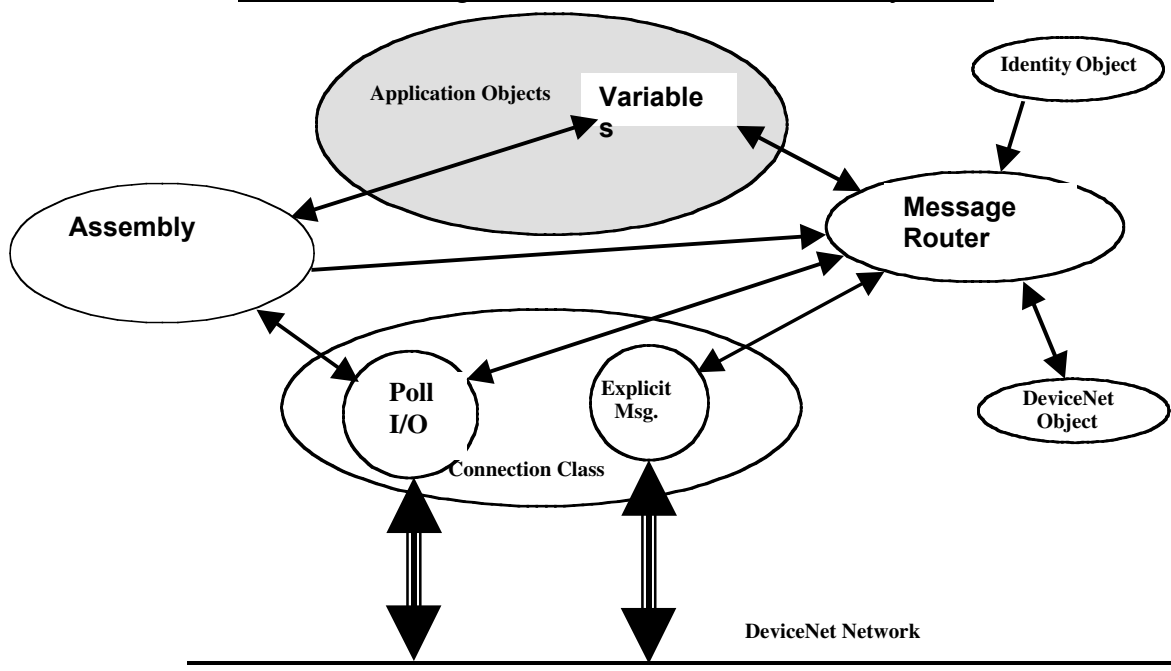 Identity Object
Application Objects
Variable
s
Message
Router
Assembly
Poll
I/O
Explicit
Msg.
DeviceNet
Object
Connection Class
DeviceNet Network